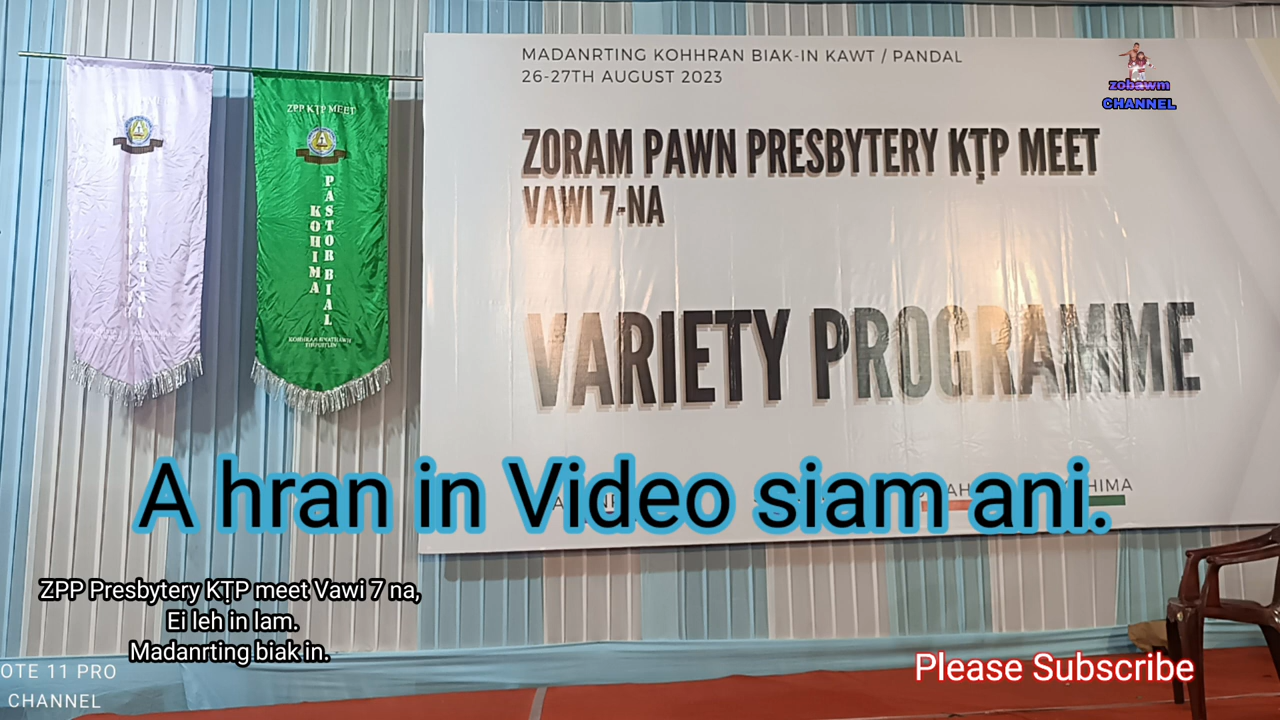 MADANRTING KOHHRAN BIAK-IN KAWT / PANDAL
26-27TH AUGUST 2023
zobawm
CHANNEL
ZORAM PAWN PRESBYTERY KṬP MEET
VAWI 7-NA
VARIETY PROGRAMME
ZPP KTP MEET
PASTOR BIAL
KOHIMA
A hran in Video siam ani.
ZPP Presbytery KṬP meet Vawi 7 na,
Ei leh in lam.
Madanrting biak in.
OTE 11 PRO
CHANNEL
Please Subscribe